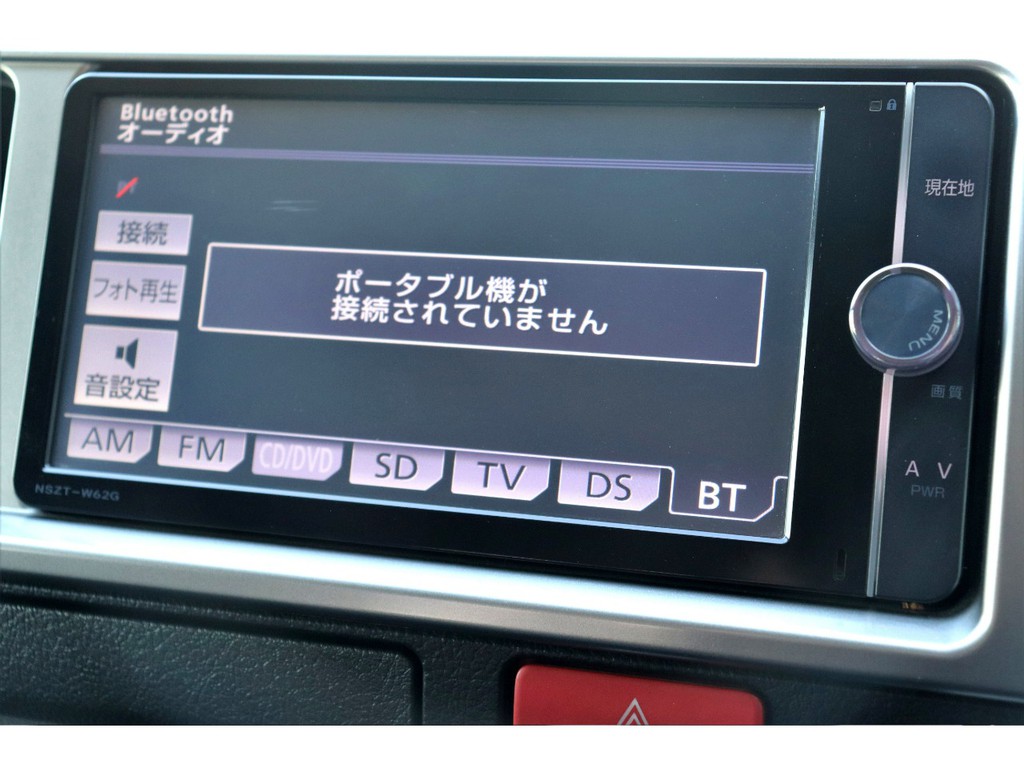 Bluetooth
オーディオ
現在地
接続
フォト再生
ポータブル機が
接続されていません
MENU
音設定
画質
AM
FM
CD/DVD
SD
TV
DS
BT
A V
PWR
NSZT-W62G